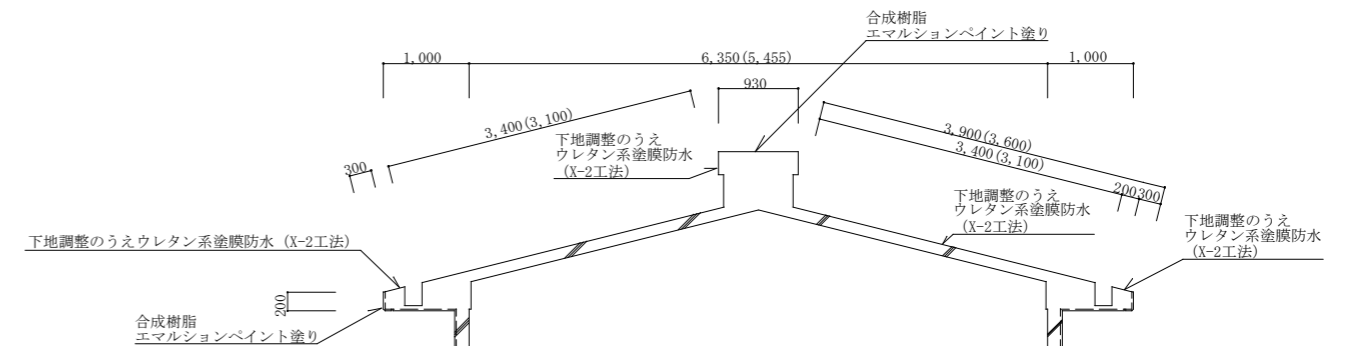 合成樹脂
エマルションペイント塗り
1,000
6,350(5,455)
1,000
930
3,400(3,100)
300
下地調整のうえ
ウレタン系塗膜防水
(X-2工法)
3,900(3,600)
3,400(3,100)
200
300
下地調整のうえ
ウレタン系塗膜防水
(X-2工法)
下地調整のうえ
ウレタン系塗膜防水
(X-2工法)
下地調整のうえウレタン系塗膜防水 (X-2工法)
200
合成樹脂
エマルションペイント塗り